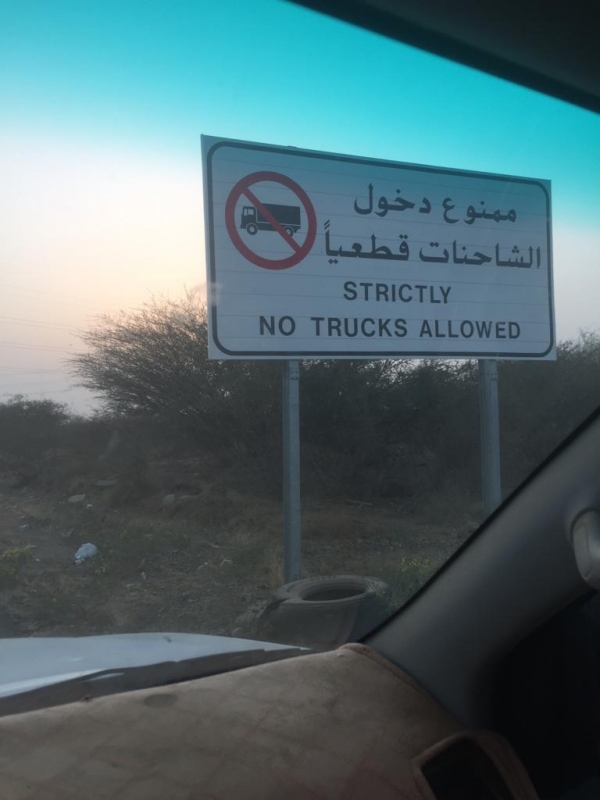 ممنوع دخول
الشاحنات قطعياً
STRICTLY
NO TRUCKS ALLOWED